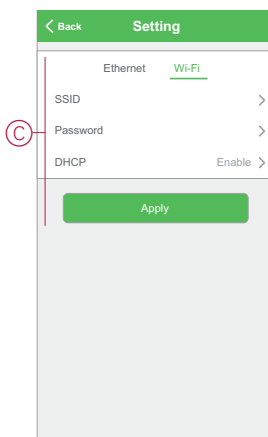 Back Setting
Ethernet Wi-Fi
SSID
C Password
DHCP Enable
Apply